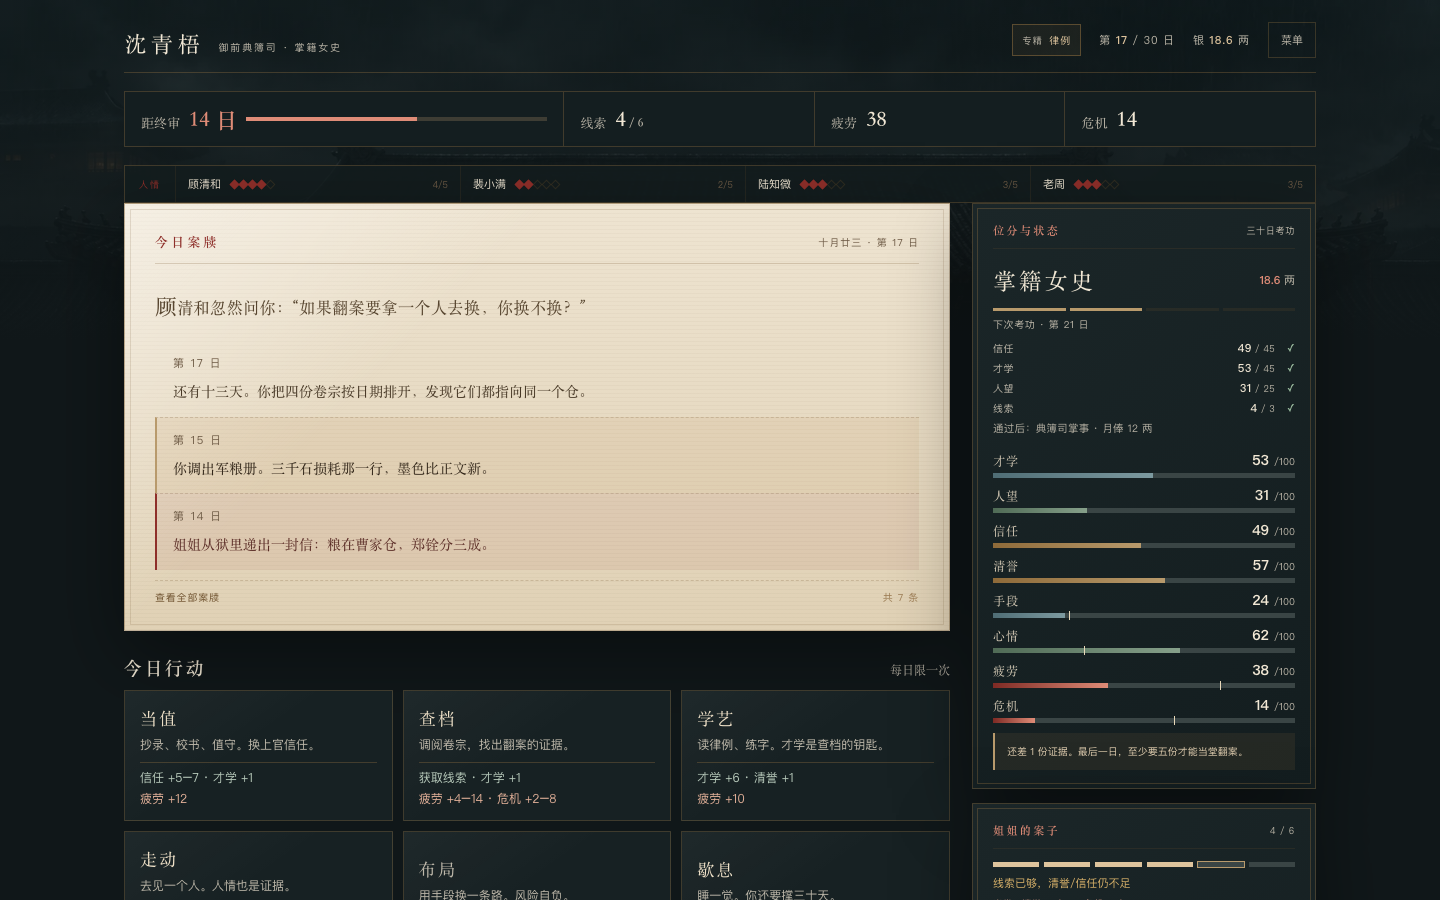 沈青梧 御前典簿司 · 掌籍女史
专精 律例 第 17 / 30 日 银 18.6 两 菜单
距终审 14 日 线索 4 / 6 疲劳 38 危机 14
人情 顾清和 ◆◆◆◆◇ 4/5 裴小满 ◆◆◇◇◇ 2/5 陆知微 ◆◆◆◇◇ 3/5 老周 ◆◆◆◇◇ 3/5
今日案牍 十月廿三 · 第 17 日
顾清和忽然问你：“如果翻案要拿一个人去换，你换不换？”
第 17 日
还有十三天。你把四份卷宗按日期排开，发现它们都指向同一个仓。
第 15 日
你调出军粮册。三千石损耗那一行，墨色比正文新。
第 14 日
姐姐从狱里递出一封信：粮在曹家仓，郑铨分三成。
查看全部案牍 共 7 条
今日行动 每日限一次
当值
抄录、校书、值守。换上官信任。
信任 +5–7 · 才学 +1
疲劳 +12
查档
调阅卷宗，找出翻案的证据。
获取线索 · 才学 +1
疲劳 +4–14 · 危机 +2–8
学艺
读律例、练字。才学是查档的钥匙。
才学 +6 · 清誉 +1
疲劳 +10
走动
去见一个人。人情也是证据。
布局
用手段换一条路。风险自负。
歇息
睡一觉。你还要撑三十天。
位分与状态 三十日考功
掌籍女史 18.6 两
下次考功 · 第 21 日
信任 49 / 45 ✓
才学 53 / 45 ✓
人望 31 / 25 ✓
线索 4 / 3 ✓
通过后：典簿司掌事 · 月俸 12 两
才学 53 /100
人望 31 /100
信任 49 /100
清誉 57 /100
手段 24 /100
心情 62 /100
疲劳 38 /100
危机 14 /100
还差 1 份证据。最后一日，至少要五份才能当堂翻案。
姐姐的案子 4 / 6
线索已够，清誉/信任仍不足